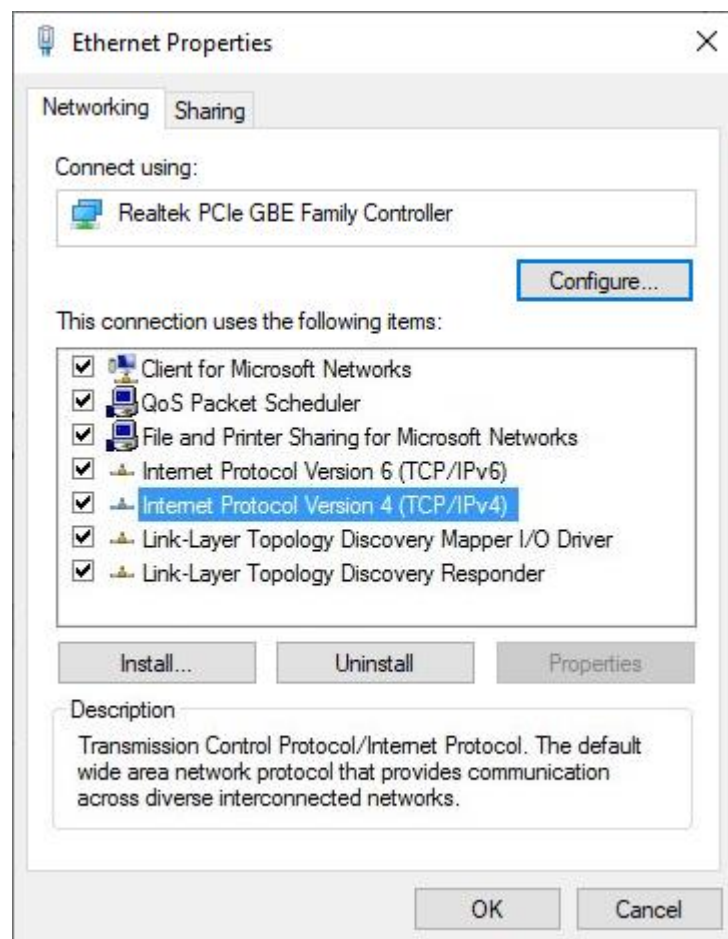 Ethernet Properties
Networking
Sharing
Connect using:
Realtek PCIe GBE Family Controller
Configure...
This connection uses the following items:
Client for Microsoft Networks
QoS Packet Scheduler
File and Printer Sharing for Microsoft Networks
Internet Protocol Version 6 (TCP/IPv6)
Internet Protocol Version 4 (TCP/IPv4)
Link-Layer Topology Discovery Mapper I/O Driver
Link-Layer Topology Discovery Responder
Install...
Uninstall
Properties
Description
Transmission Control Protocol/Internet Protocol. The default
wide area network protocol that provides communication
across diverse interconnected networks.
OK
Cancel